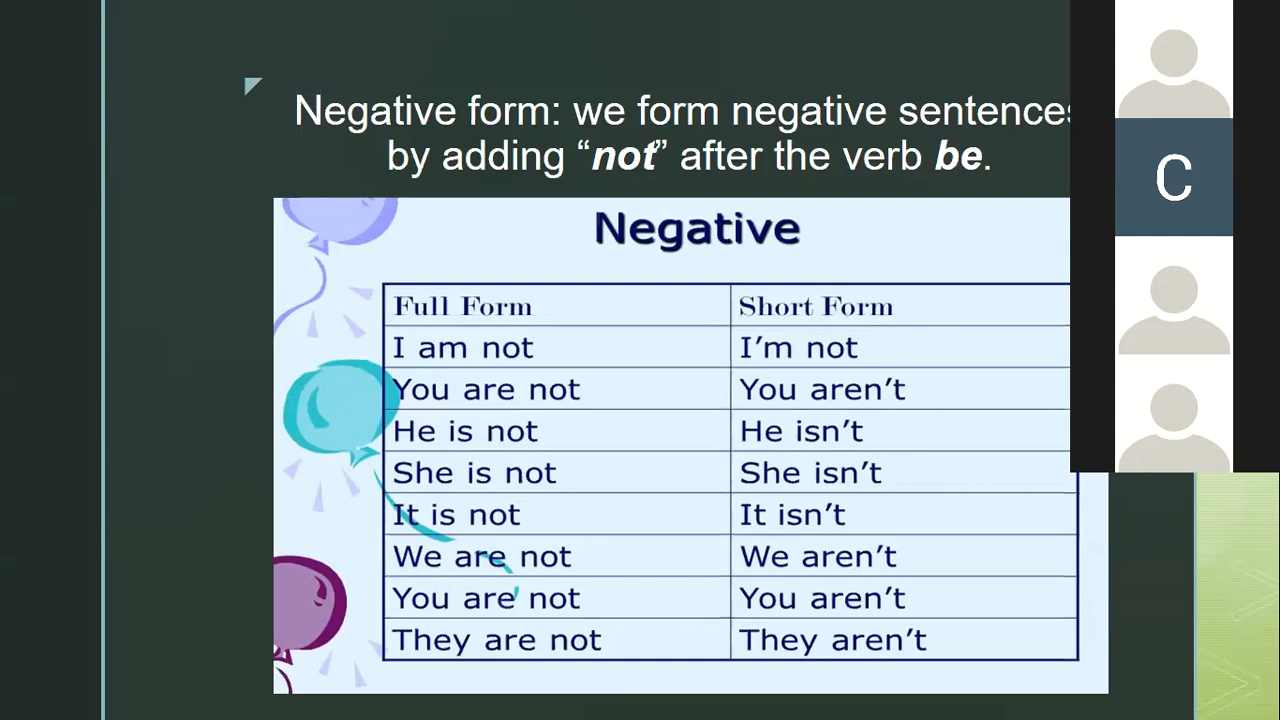 Negative form: we form negative sentences
by adding “not” after the verb be.
C
Negative
Full Form Short Form
I am not I’m not
You are not You aren’t
He is not He isn’t
She is not She isn’t
It is not It isn’t
We are not We aren’t
You are not You aren’t
They are not They aren’t